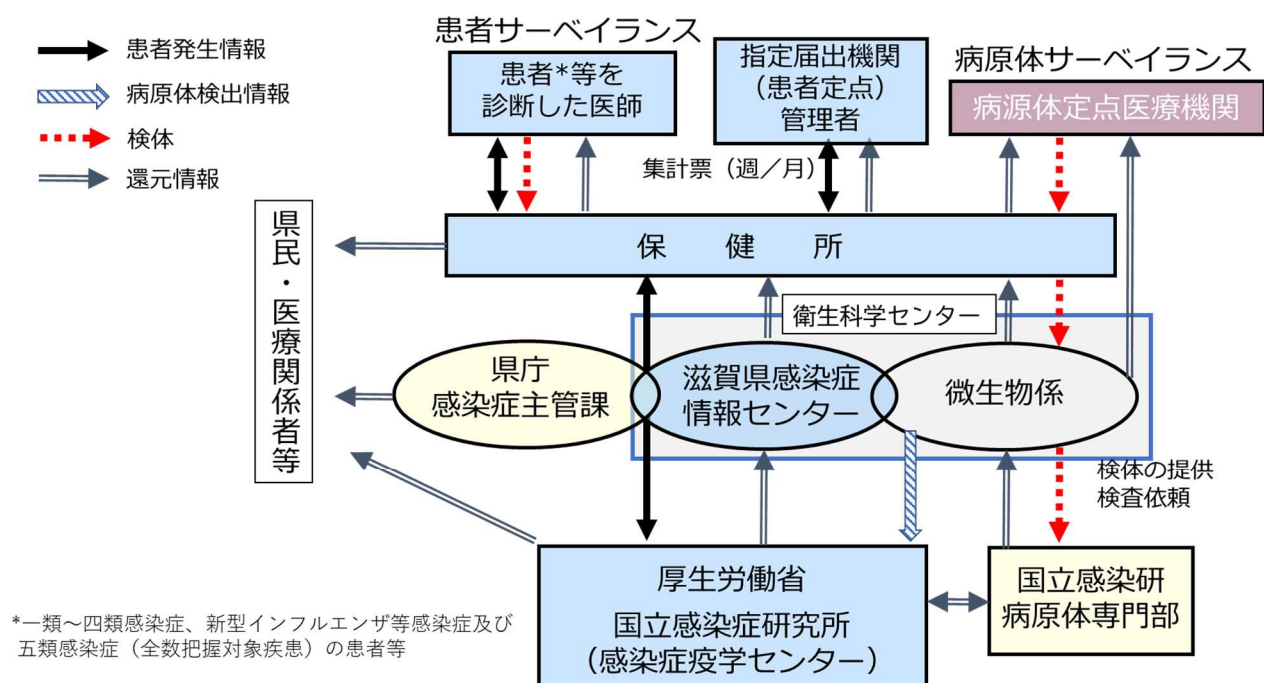 患者発生情報
病原体検出情報
検体
還元情報
患者サーベイランス
患者*等を
診断した医師
指定届出機関
(患者定点)
管理者
病原体サーベイランス
病源体定点医療機関
集計票（週／月）
保　健　所
県民・医療関係者等
衛生科学センター
県庁
感染症主管課
滋賀県感染症
情報センター
微生物係
検体の提供
検査依頼
厚生労働省
国立感染症研究所
（感染症疫学センター）
国立感染研
病原体専門部
*一類～四類感染症、新型インフルエンザ等感染症及び
五類感染症（全数把握対象疾患）の患者等